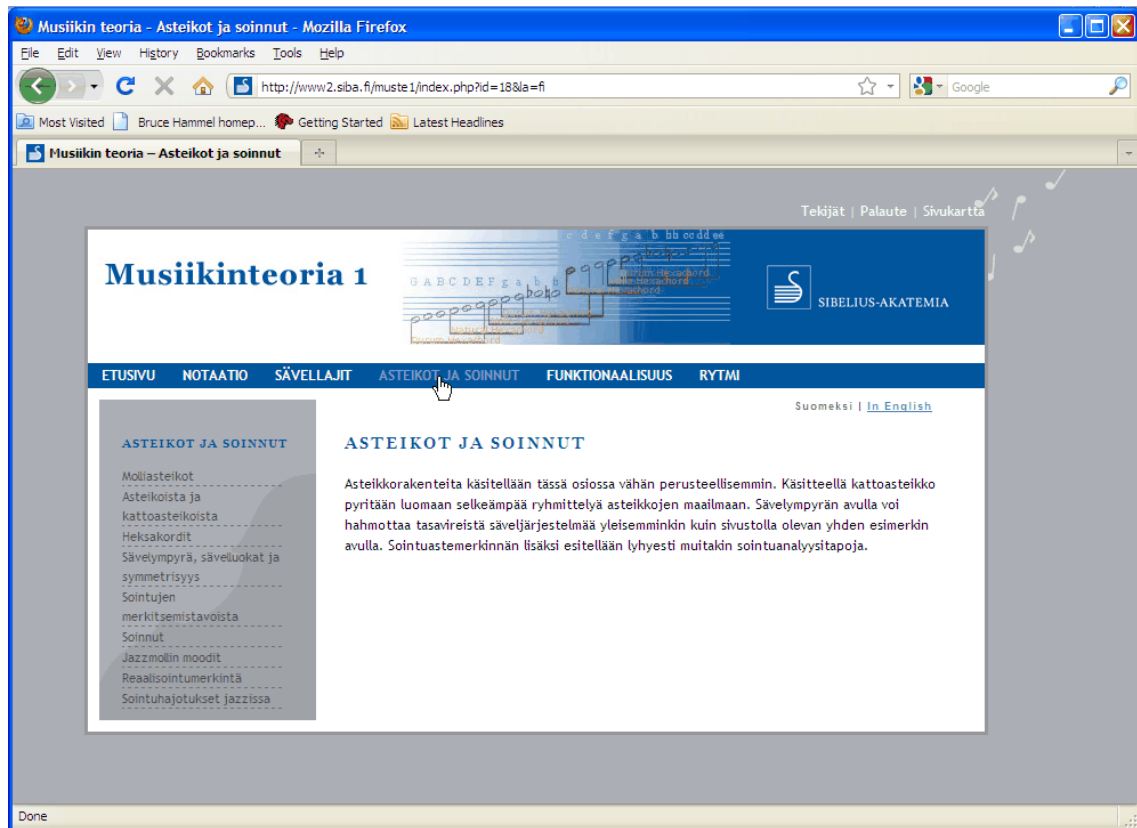 Musiikin teoria - Asteikot ja soinnut - Mozilla Firefox
File Edit View History Bookmarks Tools Help
http://www2.siba.fi/muste1/index.php?id=18&la=fi Google
Most Visited Bruce Hammel homep... Getting Started Latest Headlines
Musiikin teoria – Asteikot ja soinnut
Tekijät | Palaute | Sivukartta
c d e f g a b bb cc dd ee
Musiikinteoria 1
G A B C D E F g a b b
SIBELIUS-AKATEMIA
ETUSIVU NOTAATIO SÄVELLAJIT ASTEIKOT JA SOINNUT FUNKTIONAALISUUS RYTMI
Suomeksi | In English
ASTEIKOT JA SOINNUT
Molliasteikot
Asteikoista ja
kattoasteikoista
Heksakordit
Sävelympyrä, sävelluokat ja
symmetrisyys
Sointujen
merkitsemistavoista
Soinnut
Jazzmollin moodit
Reaalisointumerkintä
Sointuhajotukset jazzissa
ASTEIKOT JA SOINNUT
Asteikkorakenteita käsitellään tässä osiossa vähän perusteellisemmin. Käsitteellä kattoasteikko
pyritään luomaan selkeämpää ryhmittelyä asteikkojen maailmaan. Sävelympyrän avulla voi
hahmottaa tasavireistä säveljärjestelmää yleisemminkin kuin sivustolla olevan yhden esimerkin
avulla. Sointuastemerkinnän lisäksi esitellään lyhyesti muitakin sointuanalyysitapoja.
Done